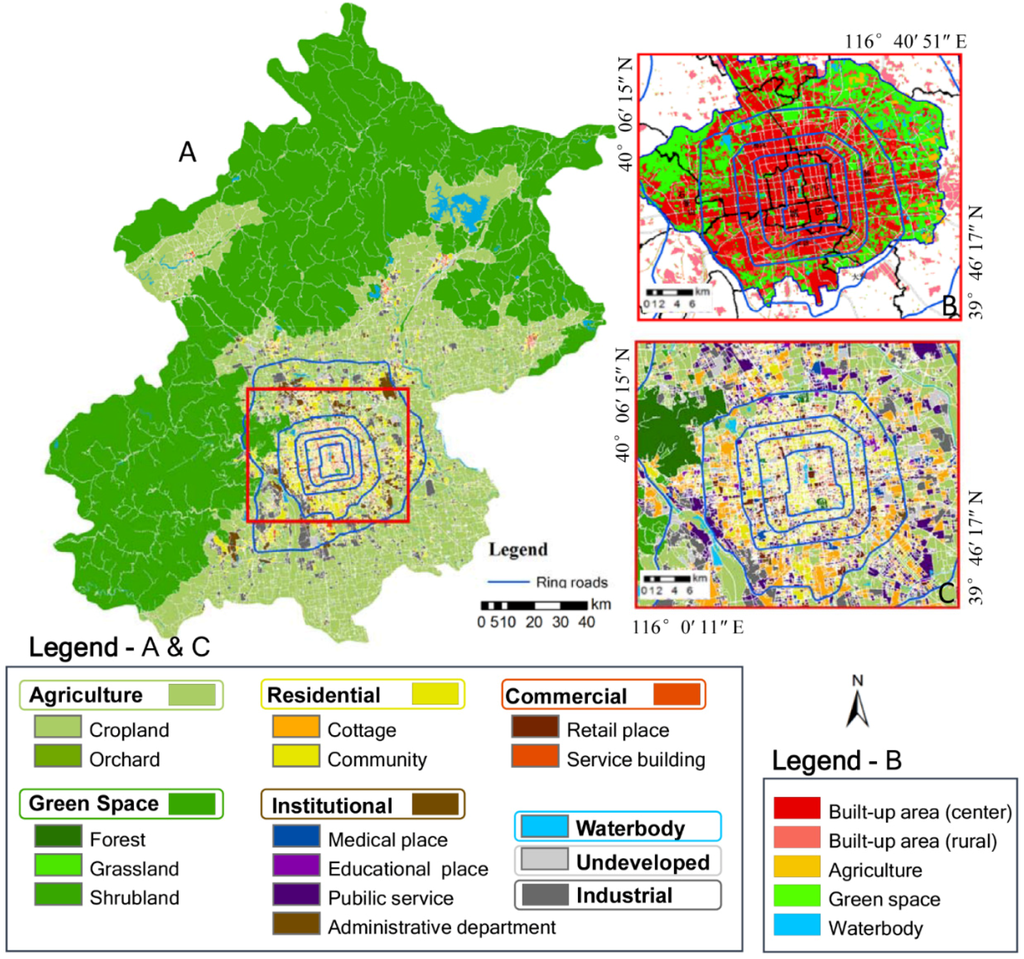 A
116° 40′ 51″ E
40° 06′ 15″ N
39° 46′ 17″ N
km
0 1 2 4 6
B
40° 06′ 15″ N
39° 46′ 17″ N
km
0 1 2 4 6
C
116° 0′ 11″ E
Legend
Ring roads
km
0 5 10 20 30 40
Legend - A & C
Agriculture
Cropland
Orchard
Residential
Cottage
Community
Commercial
Retail place
Service building
Green Space
Forest
Grassland
Shrubland
Institutional
Medical place
Educational place
Pubilic service
Administrative department
Waterbody
Undeveloped
Industrial
N
Legend - B
Built-up area (center)
Built-up area (rural)
Agriculture
Green space
Waterbody